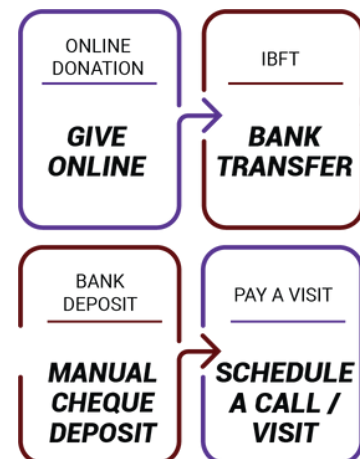 ONLINE
DONATION
GIVE
ONLINE
IBFT
BANK
TRANSFER
BANK
DEPOSIT
MANUAL
CHEQUE
DEPOSIT
PAY A VISIT
SCHEDULE
A CALL /
VISIT